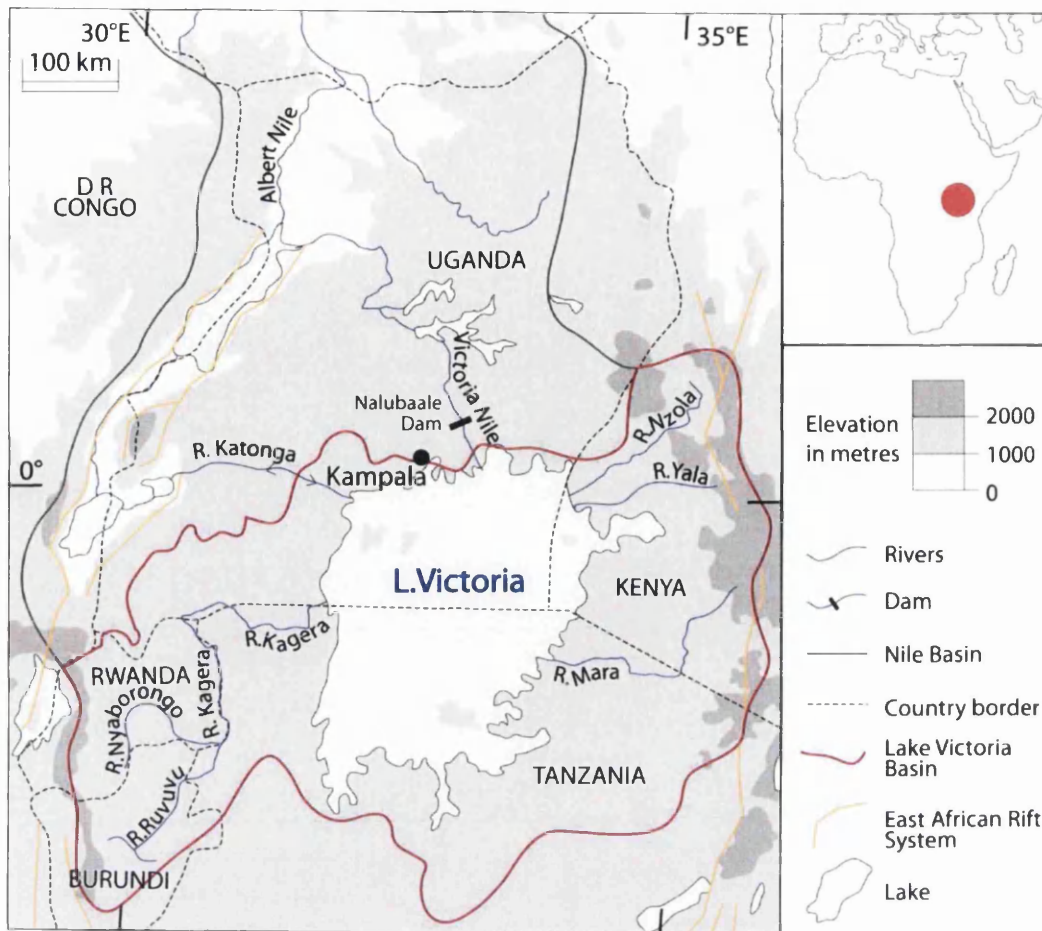 30°E
35°E
100 km
Albert Nile
D R
CONGO
UGANDA
Victoria Nile
Nalubaale
Dam
R.Nzola
R. Katonga
R.Yala
0°
Kampala
L.Victoria
KENYA
R.Kagera
R.Mara
RWANDA
R. Kagera
R.Nyaborongo
TANZANIA
R.Ruvuvu
BURUNDI
Elevation
in metres
2000
1000
0
Rivers
Dam
Nile Basin
Country border
Lake Victoria
Basin
East African Rift
System
Lake